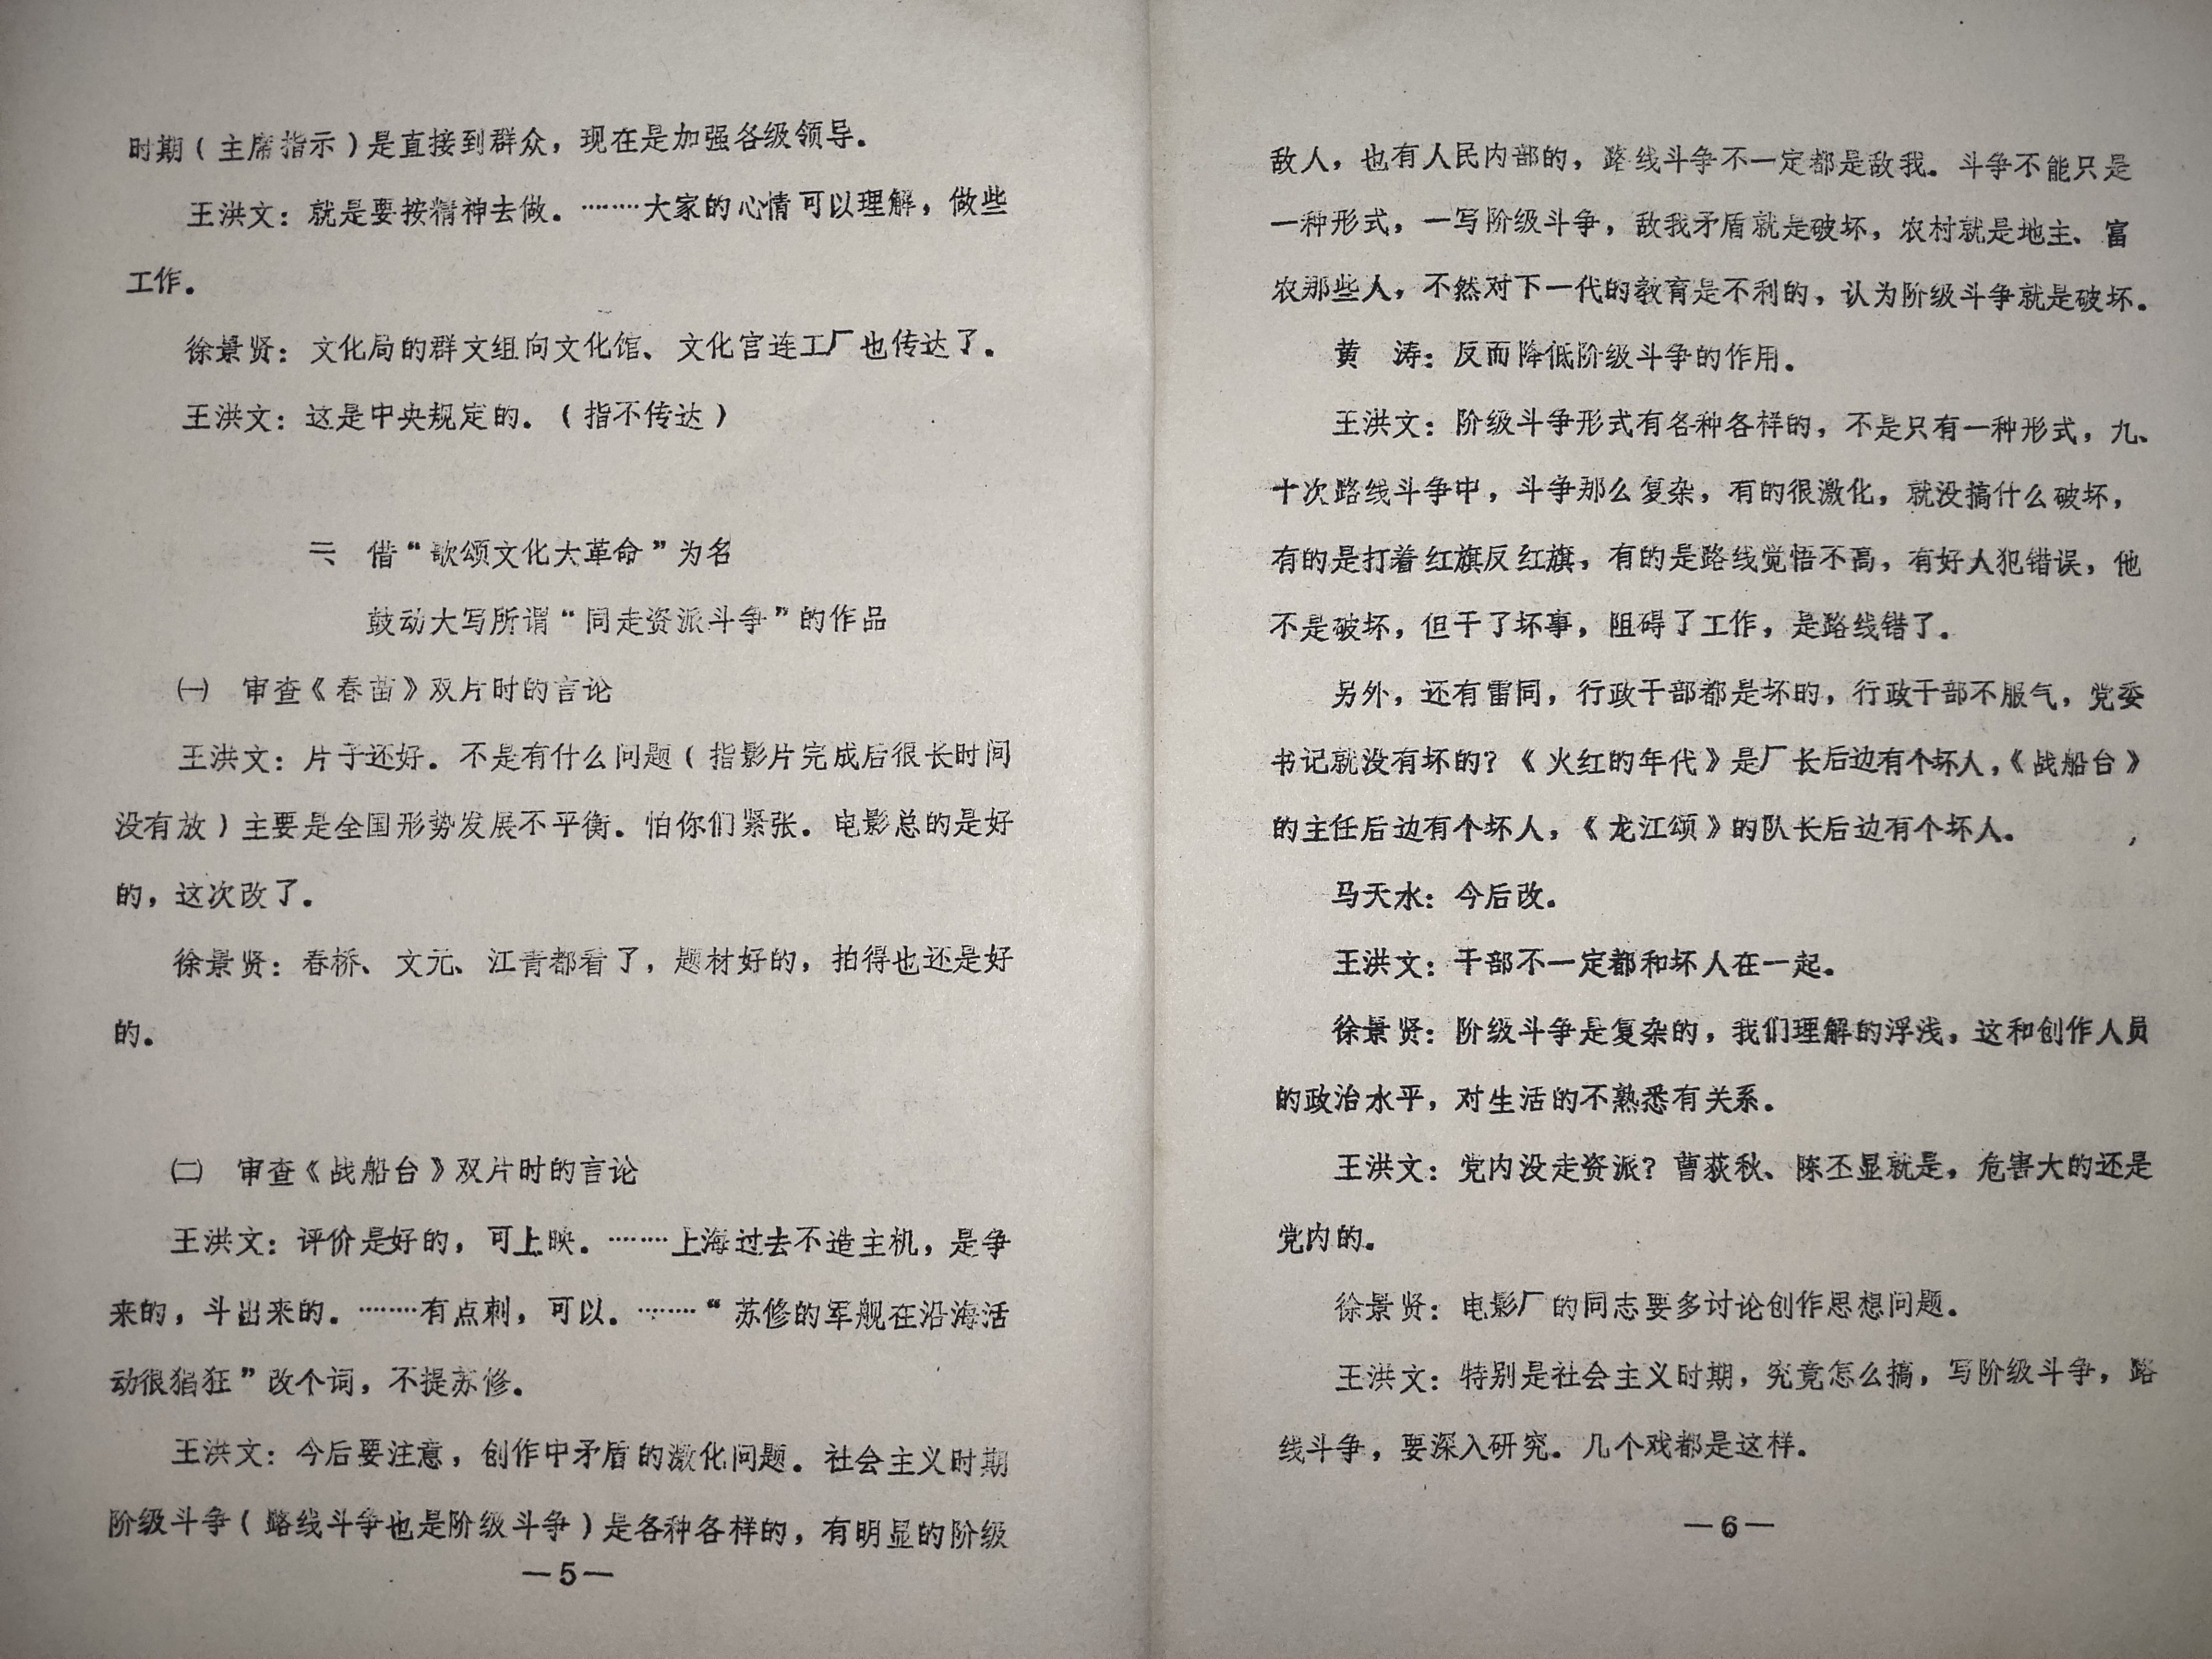 时期（主席指示）是直接到群众，现在是加强各级领导。
王洪文：就是要按精神去做。………大家的心情可以理解，做些
工作。
徐景贤：文化局的群文组向文化馆、文化宫连工厂也传达了。
王洪文：这是中央规定的。（指不传达）
二、借“歌颂文化大革命”为名
鼓动大写所谓“同走资派斗争”的作品
㈠ 审查《春苗》双片时的言论
王洪文：片子还好。不是有什么问题（指影片完成后很长时间
没有放）主要是全国形势发展不平衡。怕你们紧张。电影总的是好
的，这次改了。
徐景贤：春桥、文元、江青都看了，题材好的，拍得也还是好
的。
㈡ 审查《战船台》双片时的言论
王洪文：评价是好的，可上映。………上海过去不造主机，是争
来的，斗出来的。………有点刺，可以。………“苏修的军舰在沿海活
动很猖狂”改个词，不提苏修。
王洪文：今后要注意，创作中矛盾的激化问题。社会主义时期
阶级斗争（路线斗争也是阶级斗争）是各种各样的，有明显的阶级
—5—
敌人，也有人民内部的，路线斗争不一定都是敌我。斗争不能只是
一种形式，一写阶级斗争，敌我矛盾就是破坏，农村就是地主、富
农那些人，不然对下一代的教育是不利的，认为阶级斗争就是破坏。
黄　涛：反而降低阶级斗争的作用。
王洪文：阶级斗争形式有各种各样的，不是只有一种形式，九、
十次路线斗争中，斗争那么复杂，有的很激化，就没搞什么破坏，
有的是打着红旗反红旗，有的是路线觉悟不高，有好人犯错误，他
不是破坏，但干了坏事，阻碍了工作，是路线错了。
另外，还有雷同，行政干部都是坏的，行政干部不服气，党委
书记就没有坏的？《火红的年代》是厂长后边有个坏人，《战船台》
的主任后边有个坏人，《龙江颂》的队长后边有个坏人。
马天水：今后改。
王洪文：干部不一定都和坏人在一起。
徐景贤：阶级斗争是复杂的，我们理解的浮浅，这和创作人员
的政治水平，对生活的不熟悉有关系。
王洪文：党内没走资派？曹荻秋、陈丕显就是，危害大的还是
党内的。
徐景贤：电影厂的同志要多讨论创作思想问题。
王洪文：特别是社会主义时期，究竟怎么搞，写阶级斗争，路
线斗争，要深入研究。几个戏都是这样。
—6—